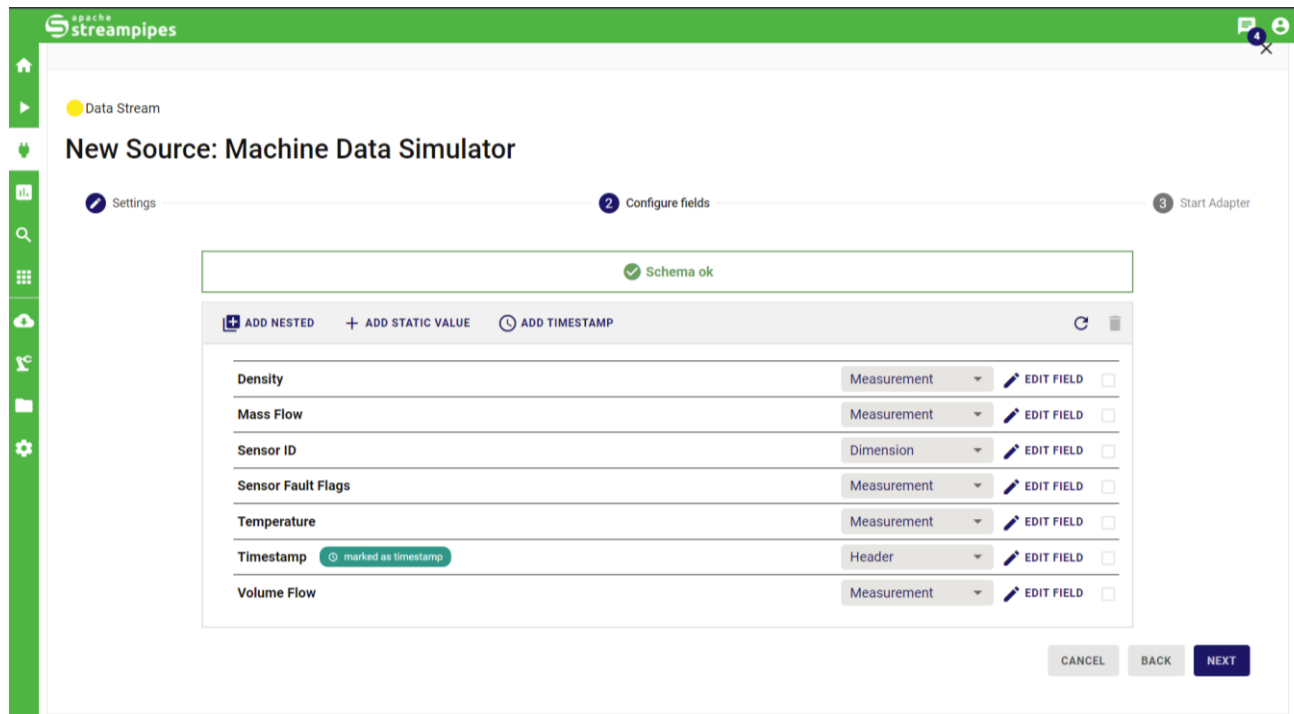 apache
streampipes
4
Data Stream
New Source: Machine Data Simulator
Settings
2 Configure fields
3 Start Adapter
Schema ok
ADD NESTED ADD STATIC VALUE ADD TIMESTAMP
Density Measurement EDIT FIELD
Mass Flow Measurement EDIT FIELD
Sensor ID Dimension EDIT FIELD
Sensor Fault Flags Measurement EDIT FIELD
Temperature Measurement EDIT FIELD
Timestamp marked as timestamp Header EDIT FIELD
Volume Flow Measurement EDIT FIELD
CANCEL BACK NEXT